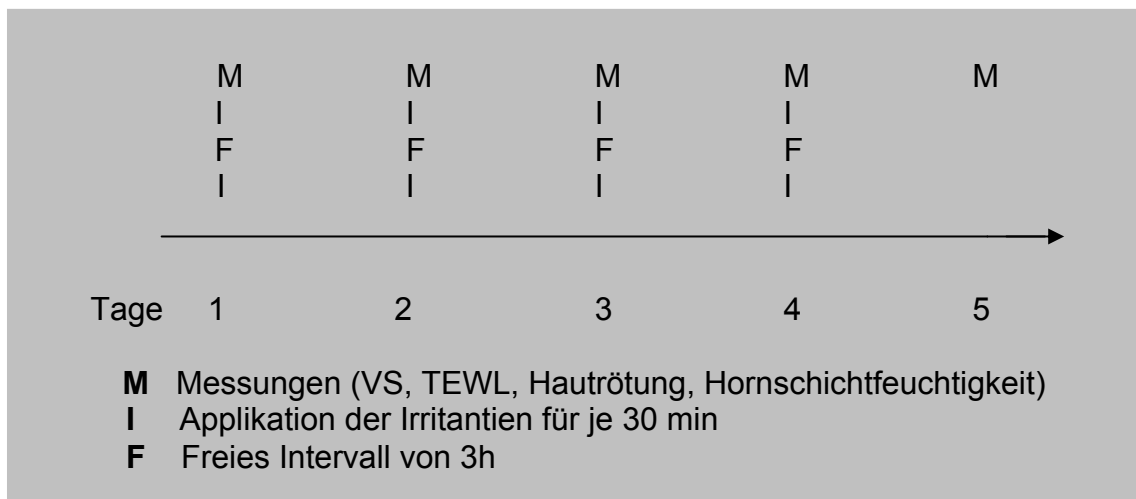 M M M M M
I I I I
F F F F
I I I I
Tage 1 2 3 4 5
M Messungen (VS, TEWL, Hautrötung, Hornschichtfeuchtigkeit)
I Applikation der Irritantien für je 30 min
F Freies Intervall von 3h